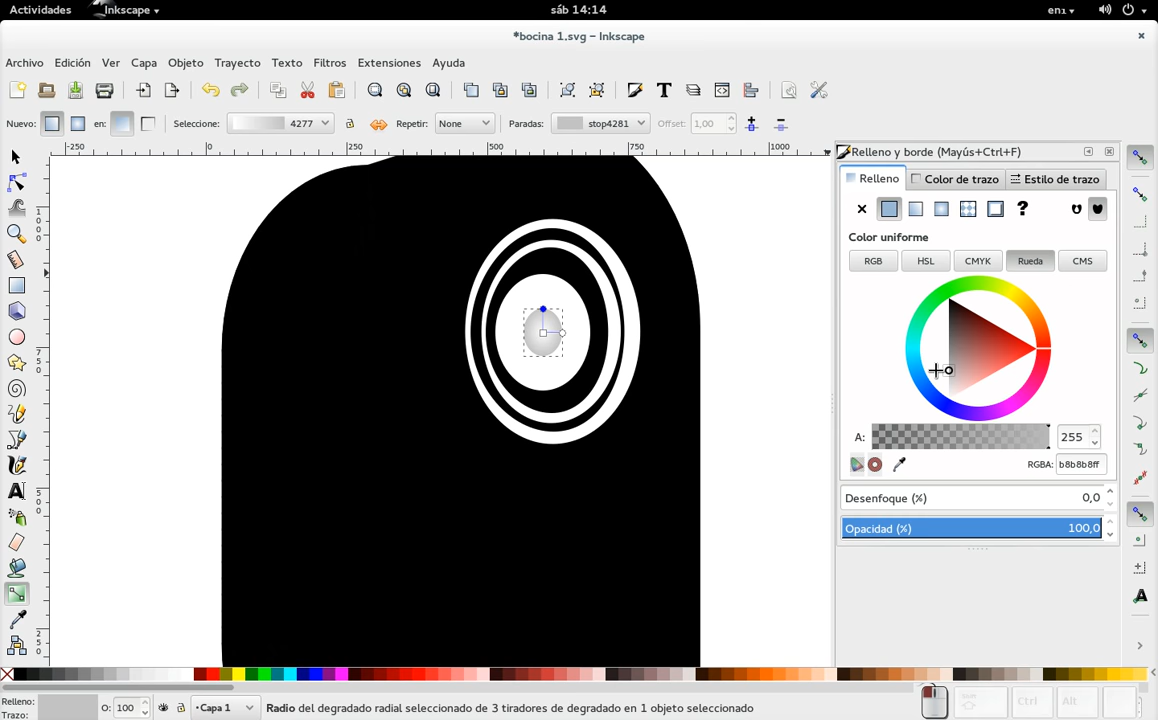 Actividades Inkscape sáb 14:14 en1
*bocina 1.svg – Inkscape
Archivo Edición Ver Capa Objeto Trayecto Texto Filtros Extensiones Ayuda
Nuevo: en: Seleccione: 4277 Repetir: None Paradas: stop4281 Offset: 1,00
-250 0 250 500 750 1000
Relleno y borde (Mayús+Ctrl+F)
Relleno Color de trazo Estilo de trazo
Color uniforme
RGB HSL CMYK Rueda CMS
1000
750
500
250
A: 255
RGBA: b8b8b8ff
Desenfoque (%) 0,0
Opacidad (%) 100,0
Relleno:
Trazo:
O: 100 •Capa 1 Radio del degradado radial seleccionado de 3 tiradores de degradado en 1 objeto seleccionado
Ctrl Alt